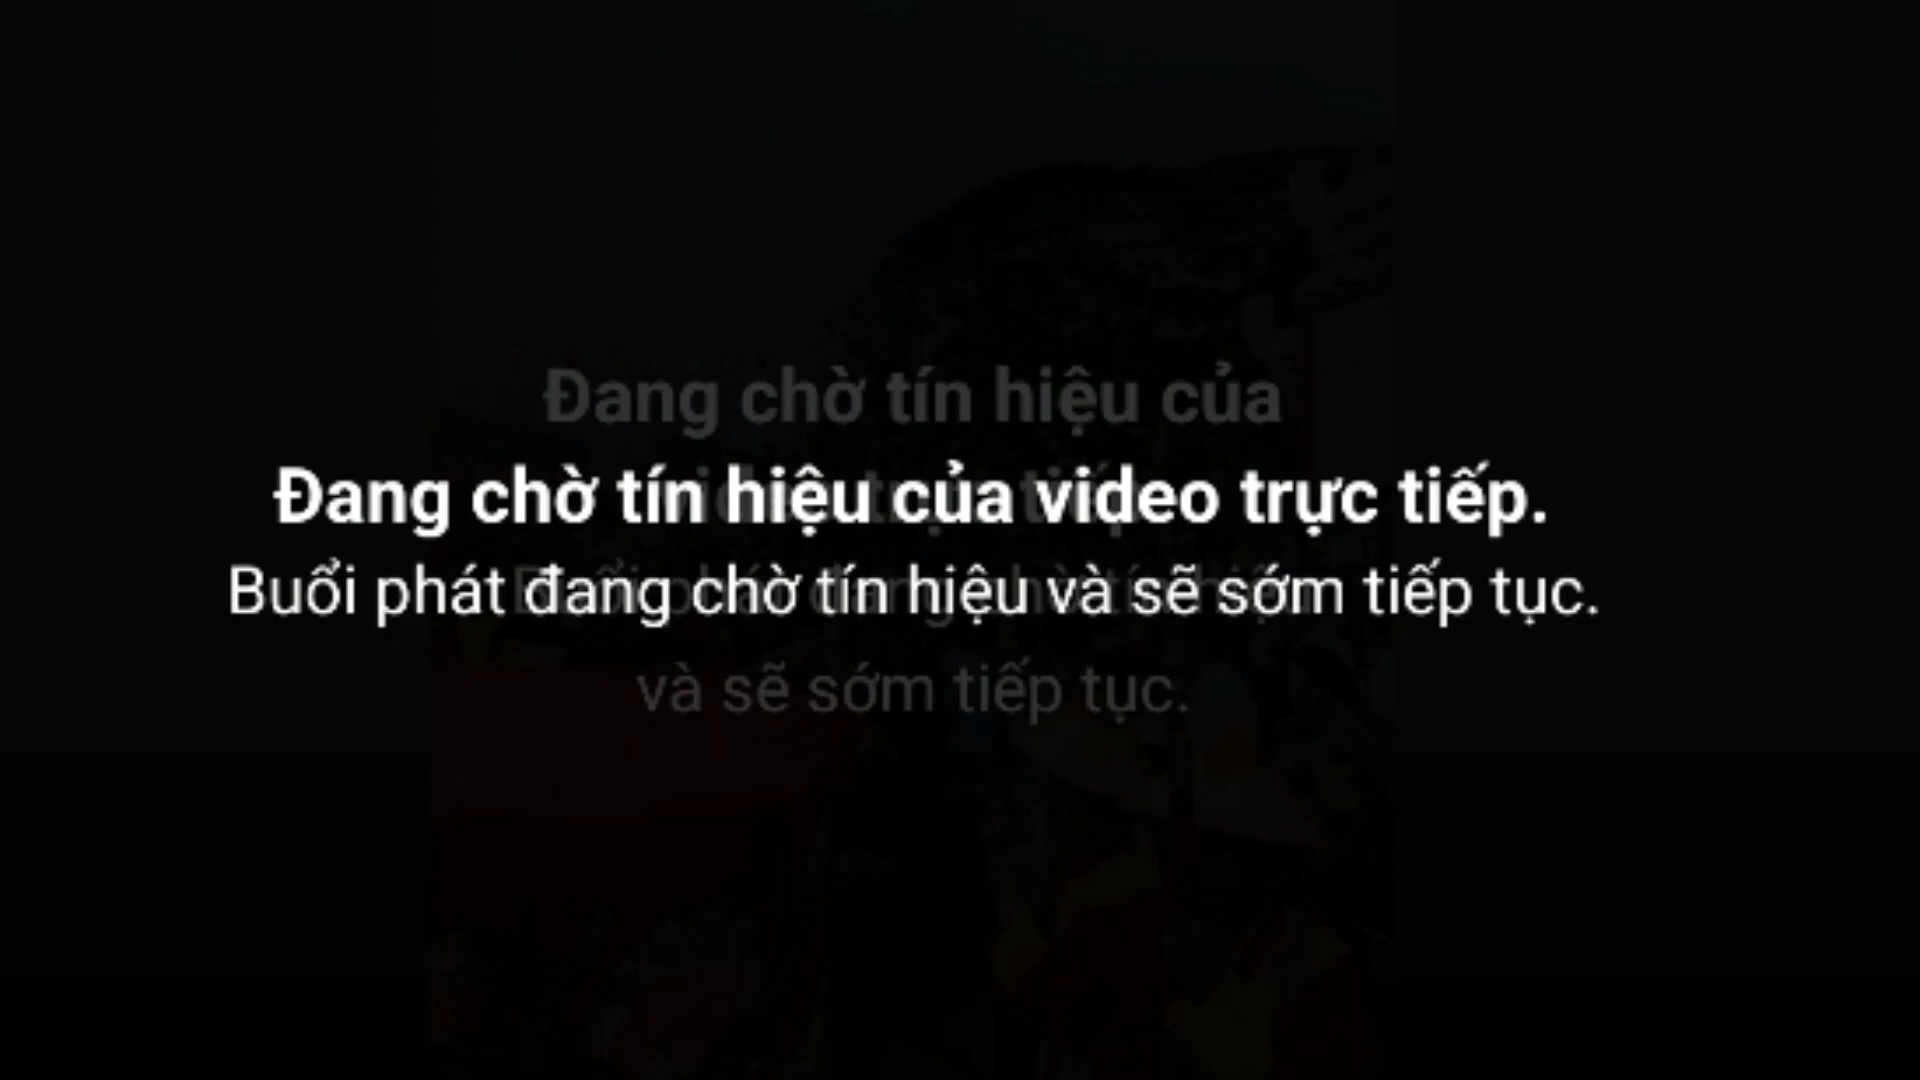 Đang chờ tín hiệu của
Đang chờ tín hiệu của video trực tiếp.
Buổi phát đang chờ tín hiệu và sẽ sớm tiếp tục.
và sẽ sớm tiếp tục.